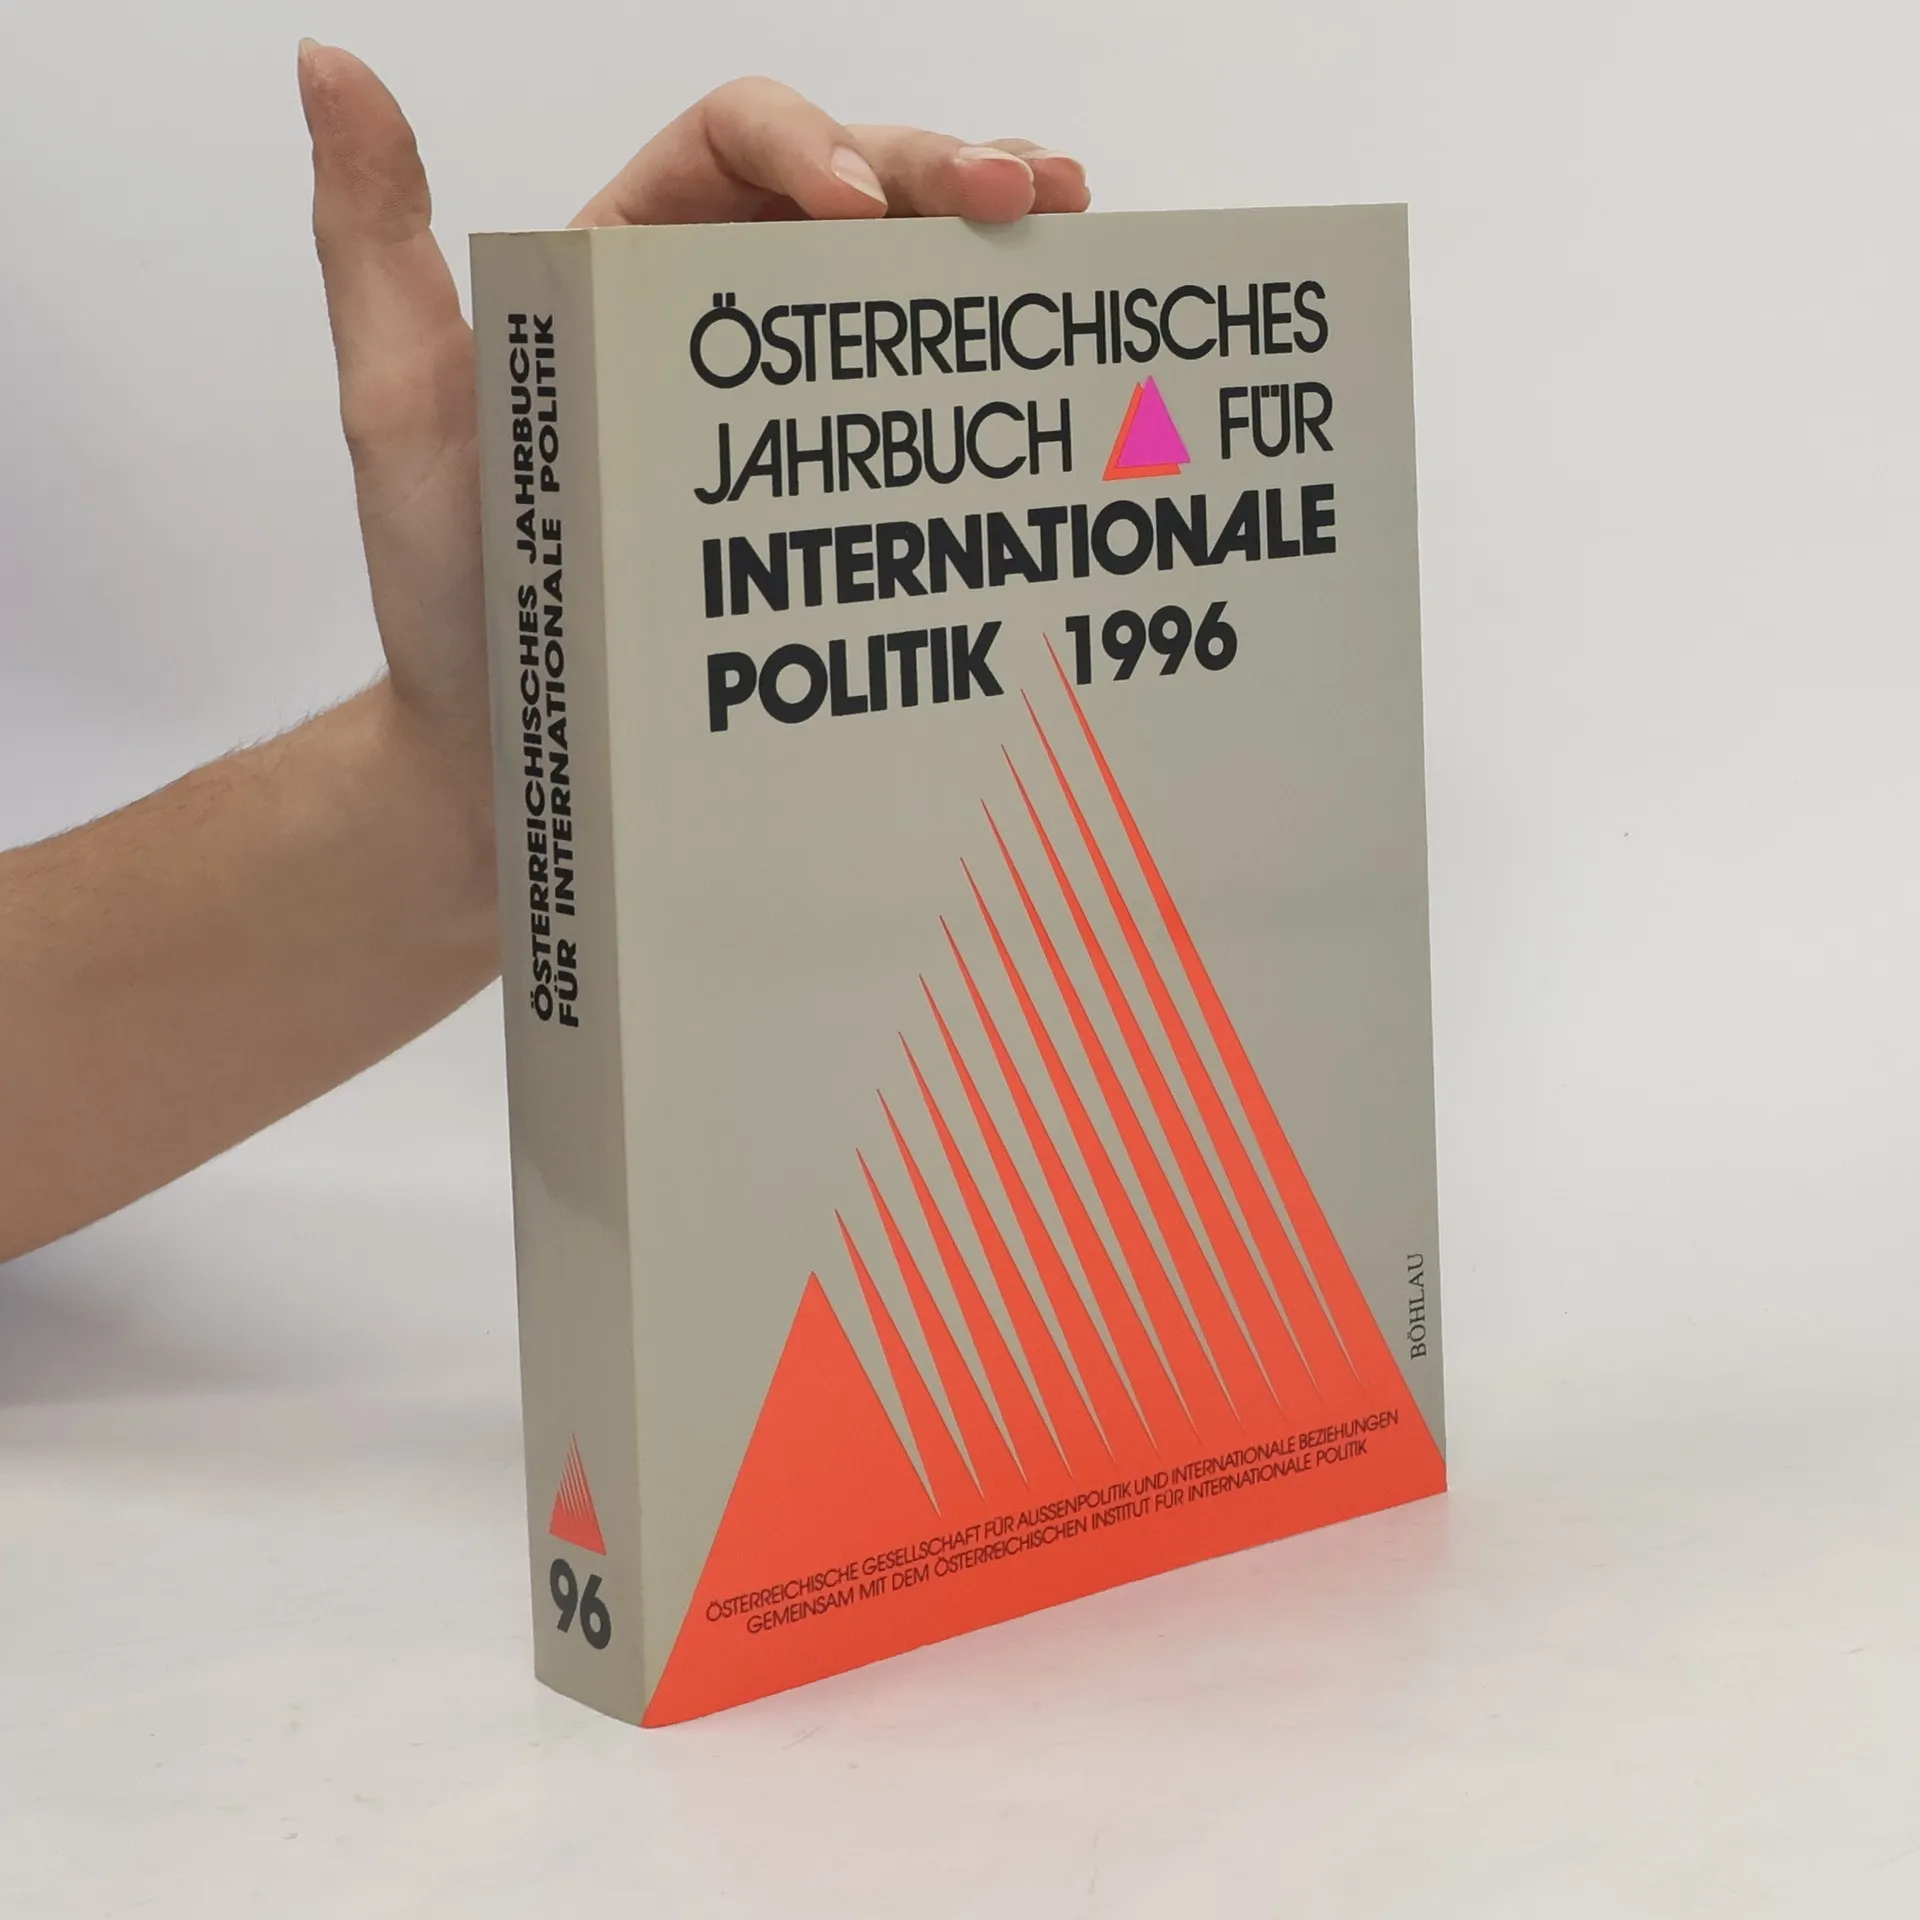 ÖSTERREICHISCHES JAHRBUCH
FÜR INTERNATIONALE POLITIK
96
ÖSTERREICHISCHES
JAHRBUCH FÜR
INTERNATIONALE
POLITIK 1996
BÖHLAU
ÖSTERREICHISCHE GESELLSCHAFT FÜR AUSSENPOLITIK UND INTERNATIONALE BEZIEHUNGEN
GEMEINSAM MIT DEM ÖSTERREICHISCHEN INSTITUT FÜR INTERNATIONALE POLITIK